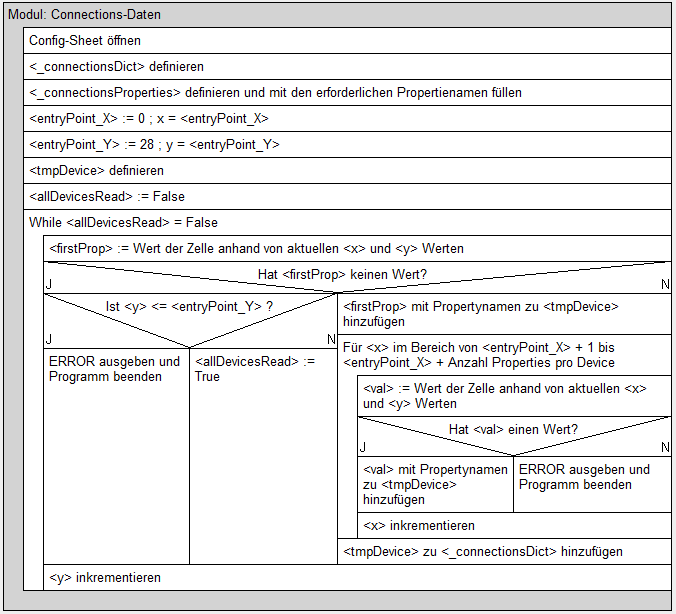 Modul: Connections-Daten
Config-Sheet öffnen
<_connectionsDict> definieren
<_connectionsProperties> definieren und mit den erforderlichen Propertienamen füllen
<entryPoint_X> := 0 ; x = <entryPoint_X>
<entryPoint_Y> := 28 ; y = <entryPoint_Y>
<tmpDevice> definieren
<allDevicesRead> := False
While <allDevicesRead> = False
<firstProp> := Wert der Zelle anhand von aktuellen <x> und <y> Werten
Hat <firstProp> keinen Wert?
J
N
Ist <y> <= <entryPoint_Y> ?
J
N
ERROR ausgeben und
Programm beenden
<allDevicesRead> :=
True
<firstProp> mit Propertynamen zu <tmpDevice>
hinzufügen
Für <x> im Bereich von <entryPoint_X> + 1 bis
<entryPoint_X> + Anzahl Properties pro Device
<val> := Wert der Zelle anhand von aktuellen <x>
und <y> Werten
Hat <val> einen Wert?
J
N
<val> mit Propertynamen
zu <tmpDevice>
hinzufügen
ERROR ausgeben und
Programm beenden
<x> inkrementieren
<tmpDevice> zu <_connectionsDict> hinzufügen
<y> inkrementieren